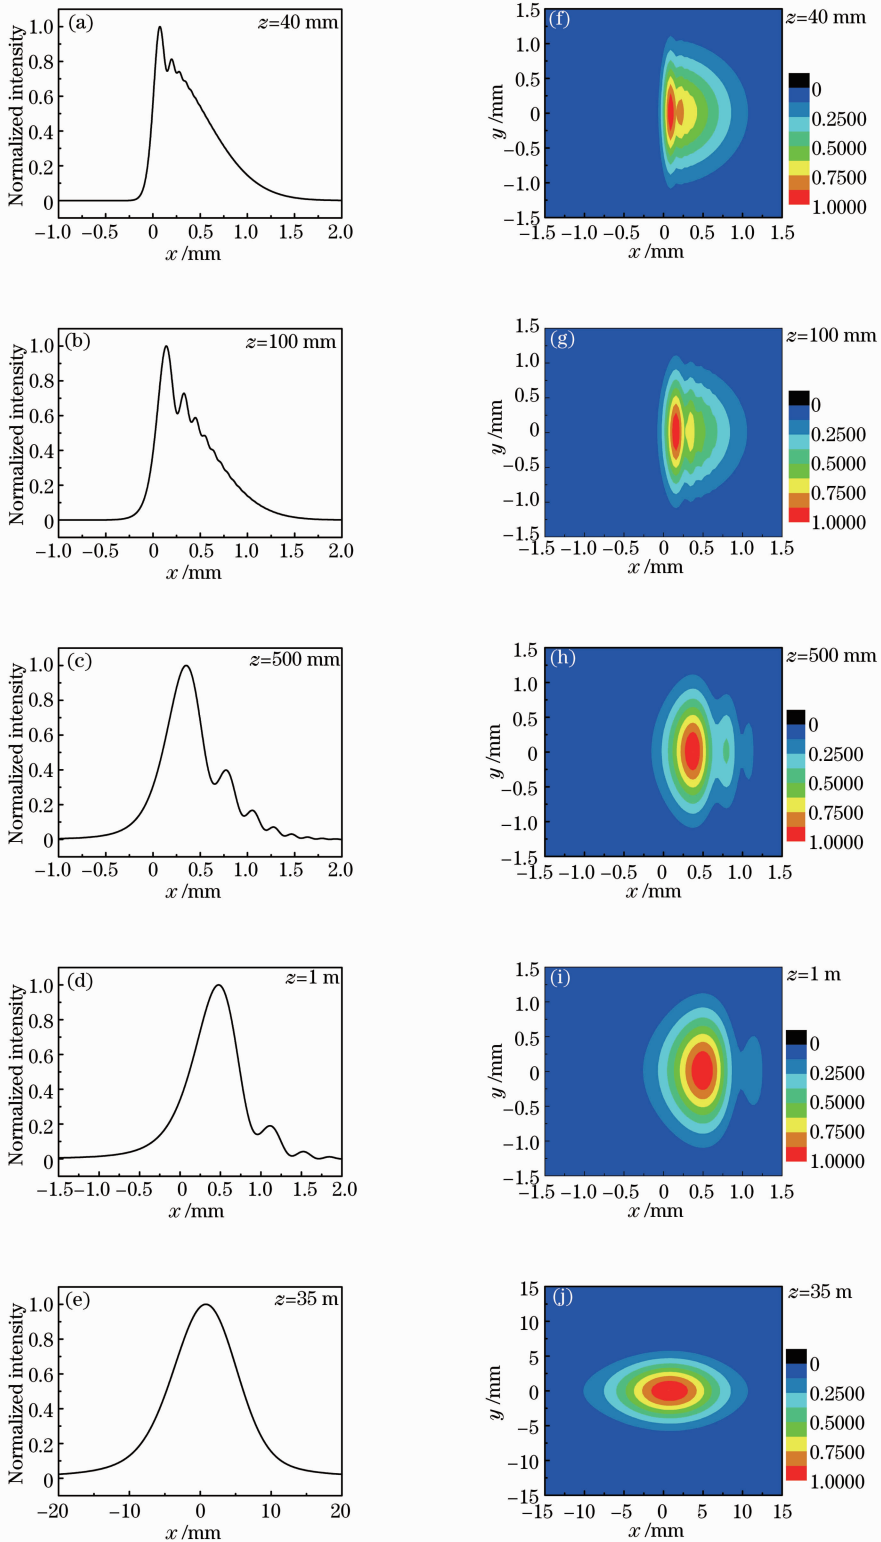 (a) z=40 mm
Normalized intensity
1.0
0.8
0.6
0.4
0.2
0
−1.0 −0.5 0 0.5 1.0 1.5 2.0
x /mm
(f) z=40 mm
y /mm
1.5
1.0
0.5
0
−0.5
−1.0
−1.5
−1.5 −1.0 −0.5 0 0.5 1.0 1.5
x /mm
0
0.2500
0.5000
0.7500
1.0000
(b) z=100 mm
Normalized intensity
1.0
0.8
0.6
0.4
0.2
0
−1.0 −0.5 0 0.5 1.0 1.5 2.0
x /mm
(g) z=100 mm
y /mm
1.5
1.0
0.5
0
−0.5
−1.0
−1.5
−1.5 −1.0 −0.5 0 0.5 1.0 1.5
x /mm
0
0.2500
0.5000
0.7500
1.0000
(c) z=500 mm
Normalized intensity
1.0
0.8
0.6
0.4
0.2
0
−1.0 −0.5 0 0.5 1.0 1.5 2.0
x /mm
(h) z=500 mm
y /mm
1.5
1.0
0.5
0
−0.5
−1.0
−1.5
−1.5 −1.0 −0.5 0 0.5 1.0 1.5
x /mm
0
0.2500
0.5000
0.7500
1.0000
(d) z=1 m
Normalized intensity
1.0
0.8
0.6
0.4
0.2
0
−1.5 −1.0 −0.5 0 0.5 1.0 1.5 2.0
x /mm
(i) z=1 m
y /mm
1.5
1.0
0.5
0
−0.5
−1.0
−1.5
−1.5 −1.0 −0.5 0 0.5 1.0 1.5
x /mm
0
0.2500
0.5000
0.7500
1.0000
(e) z=35 m
Normalized intensity
1.0
0.8
0.6
0.4
0.2
0
−20 −10 0 10 20
x /mm
(j) z=35 m
y /mm
15
10
5
0
−5
−10
−15
−15 −10 −5 0 5 10 15
x /mm
0
0.2500
0.5000
0.7500
1.0000